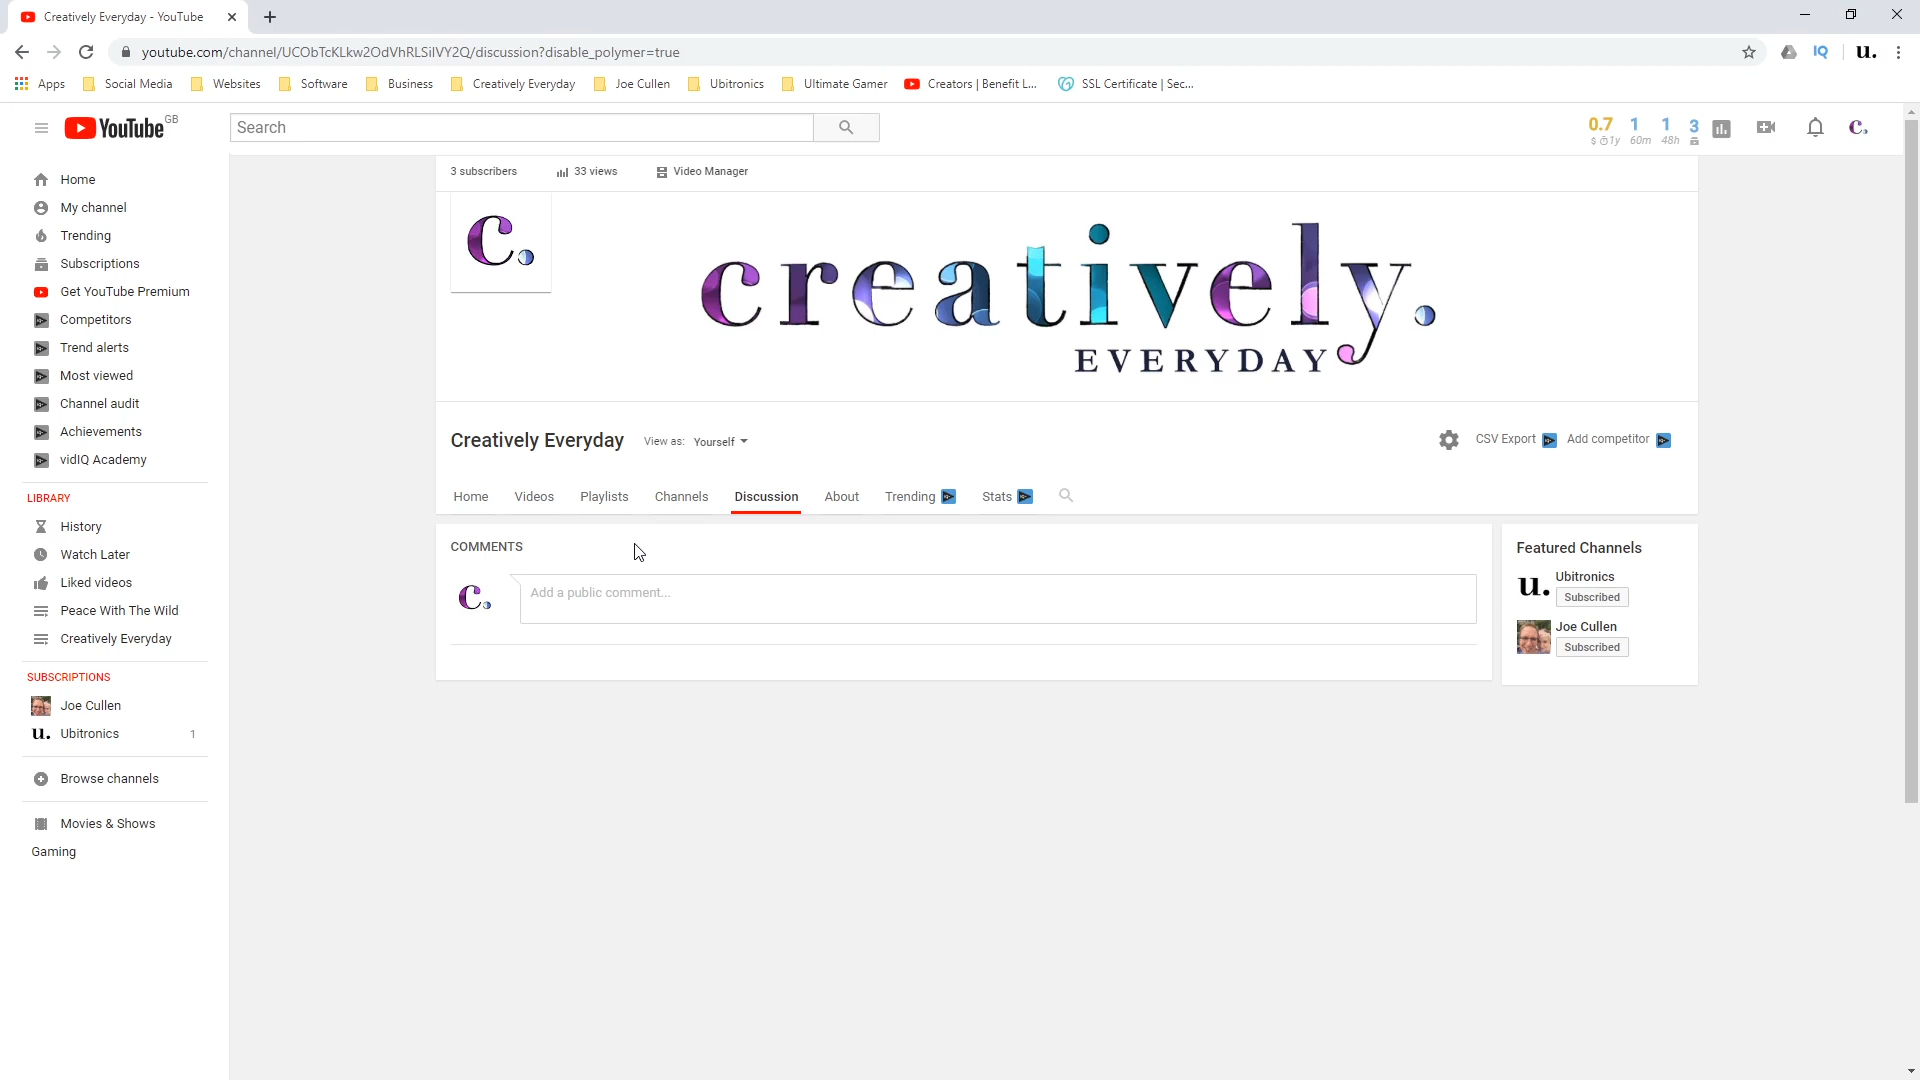 Creatively Everyday - YouTube
youtube.com/channel/UCObTcKLkw2OdVhRLSilVY2Q/discussion?disable_polymer=true
IQ u.
Apps Social Media Websites Software Business Creatively Everyday Joe Cullen Ubitronics Ultimate Gamer Creators | Benefit L... SSL Certificate | Sec...
YouTube GB
Search
0.7 1 1 3
$ 1y 60m 48h
c.
Home
My channel
Trending
Subscriptions
Get YouTube Premium
Competitors
Trend alerts
Most viewed
Channel audit
Achievements
vidIQ Academy
LIBRARY
History
Watch Later
Liked videos
Peace With The Wild
Creatively Everyday
SUBSCRIPTIONS
Joe Cullen
u. Ubitronics 1
Browse channels
Movies & Shows
Gaming
3 subscribers 33 views Video Manager
c.
creatively.
EVERYDAY
Creatively Everyday View as: Yourself
CSV Export Add competitor
Home Videos Playlists Channels Discussion About Trending Stats
COMMENTS
c. Add a public comment...
Featured Channels
u. Ubitronics
Subscribed
Joe Cullen
Subscribed